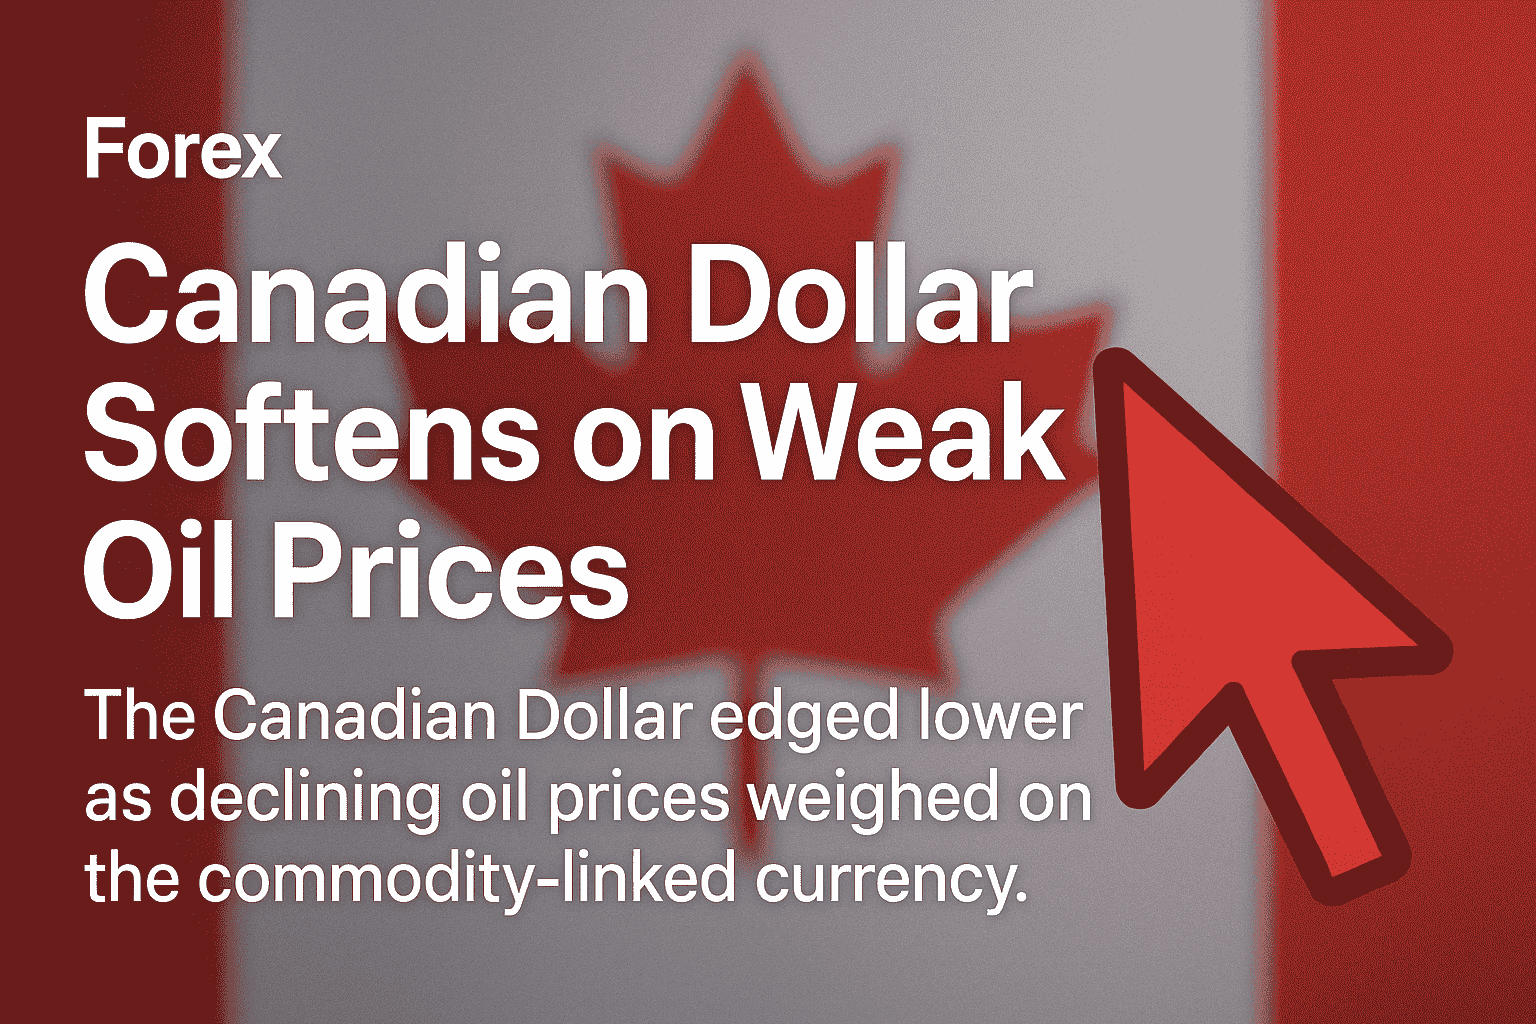 Forex
Canadian Dollar
Softens on Weak
Oil Prices
The Canadian Dollar edged lower
as declining oil prices weighed on
the commodity-linked currency.